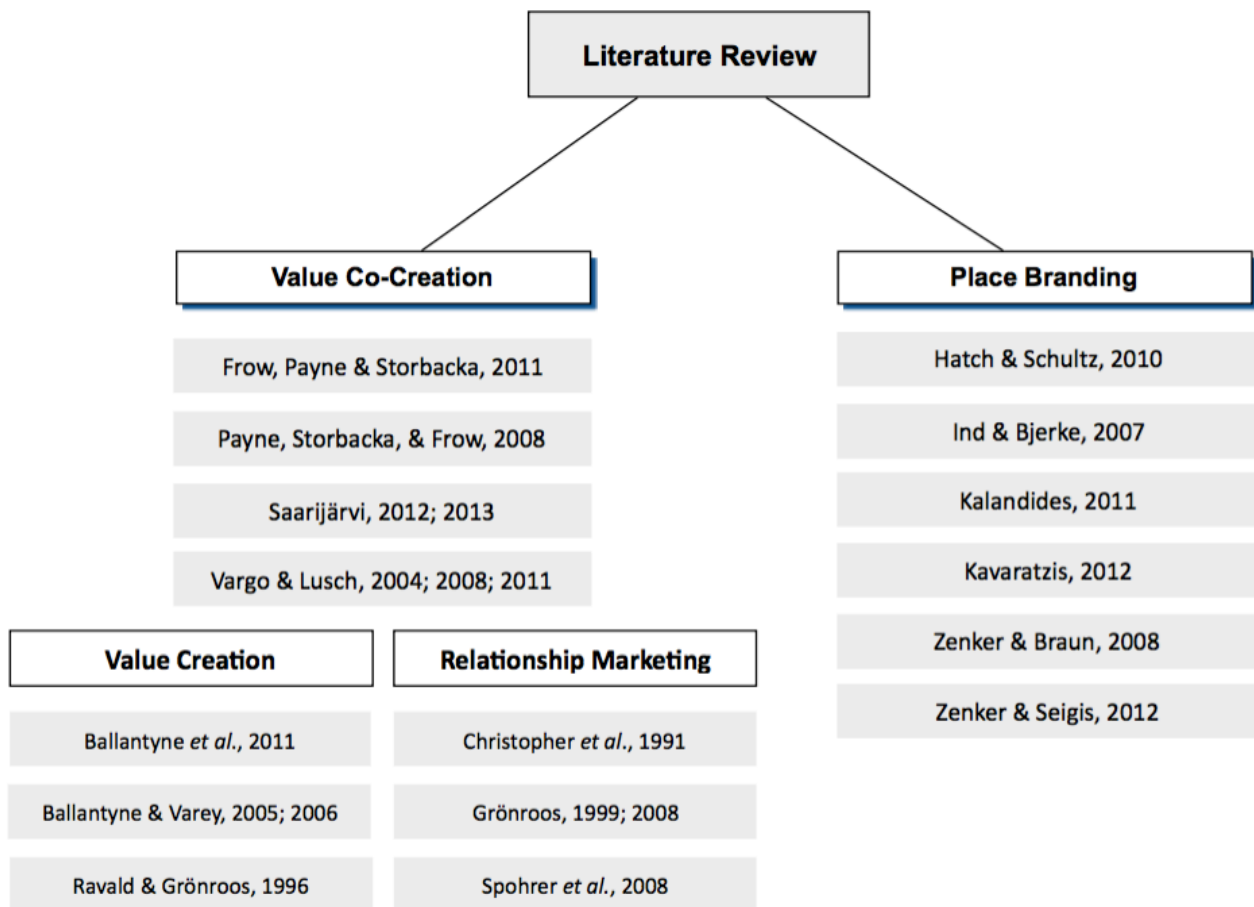 Literature Review
Value Co-Creation
Frow, Payne & Storbacka, 2011
Payne, Storbacka, & Frow, 2008
Saarijärvi, 2012; 2013
Vargo & Lusch, 2004; 2008; 2011
Value Creation
Ballantyne et al., 2011
Ballantyne & Varey, 2005; 2006
Ravald & Grönroos, 1996
Relationship Marketing
Christopher et al., 1991
Grönroos, 1999; 2008
Spohrer et al., 2008
Place Branding
Hatch & Schultz, 2010
Ind & Bjerke, 2007
Kalandides, 2011
Kavaratzis, 2012
Zenker & Braun, 2008
Zenker & Seigis, 2012